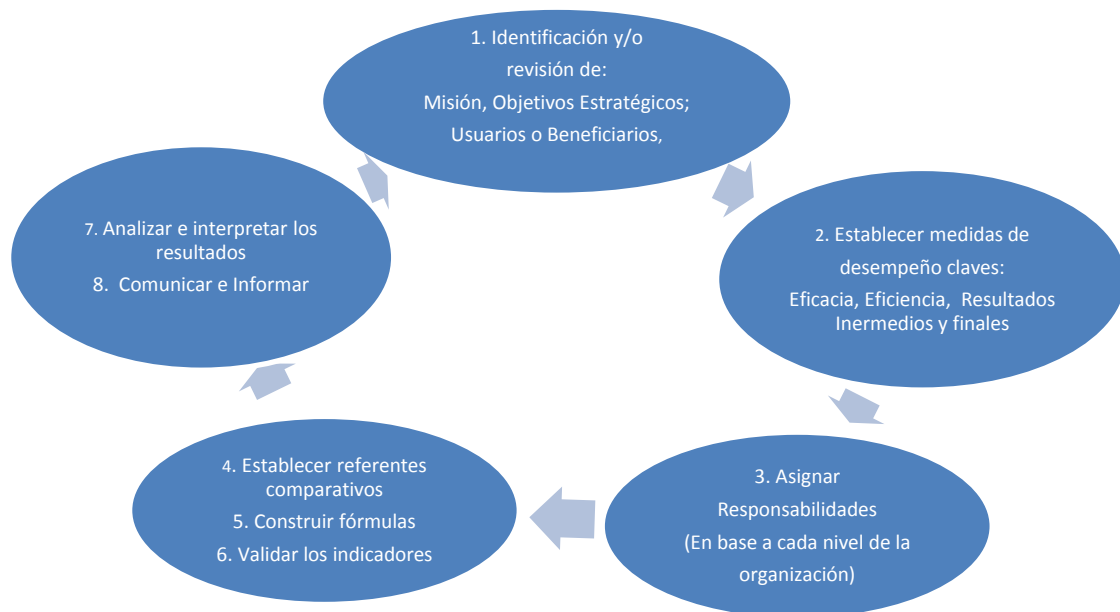 1. Identificación y/o
revisión de:
Misión, Objetivos Estratégicos;
Usuarios o Beneficiarios,
2. Establecer medidas de
desempeño claves:
Eficacia, Eficiencia, Resultados
Inermedios y finales
3. Asignar
Responsabilidades
(En base a cada nivel de la
organización)
4. Establecer referentes
comparativos
5. Construir fórmulas
6. Validar los indicadores
7. Analizar e interpretar los
resultados
8. Comunicar e Informar